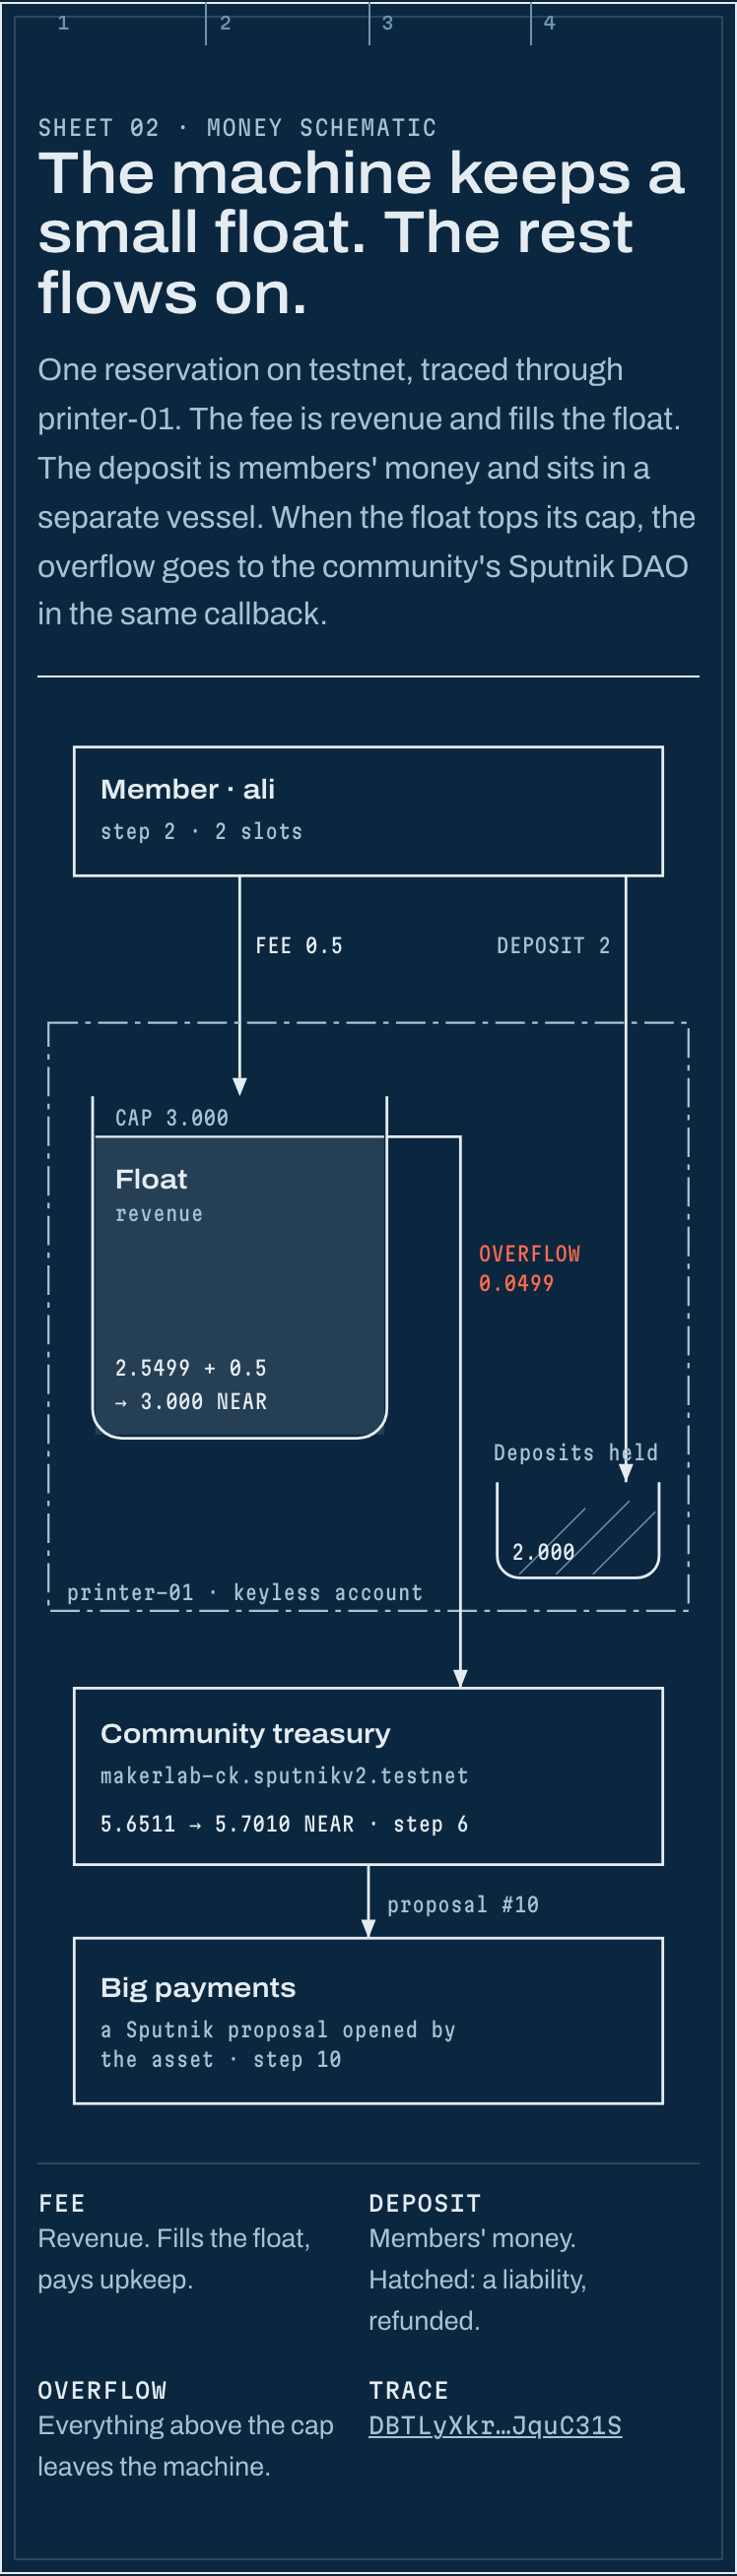 1 2 3 4
SHEET 02 · MONEY SCHEMATIC
The machine keeps a
small float. The rest
flows on.
One reservation on testnet, traced through
printer-01. The fee is revenue and fills the float.
The deposit is members' money and sits in a
separate vessel. When the float tops its cap, the
overflow goes to the community's Sputnik DAO
in the same callback.
Member · ali
step 2 · 2 slots
FEE 0.5
DEPOSIT 2
CAP 3.000
Float
revenue
OVERFLOW
0.0499
2.5499 + 0.5
→ 3.000 NEAR
Deposits held
2.000
printer-01 · keyless account
Community treasury
makerlab-ck.sputnikv2.testnet
5.6511 → 5.7010 NEAR · step 6
proposal #10
Big payments
a Sputnik proposal opened by
the asset · step 10
FEE
Revenue. Fills the float,
pays upkeep.
DEPOSIT
Members' money.
Hatched: a liability,
refunded.
OVERFLOW
Everything above the cap
leaves the machine.
TRACE
DBTLyXkr…JquC31S